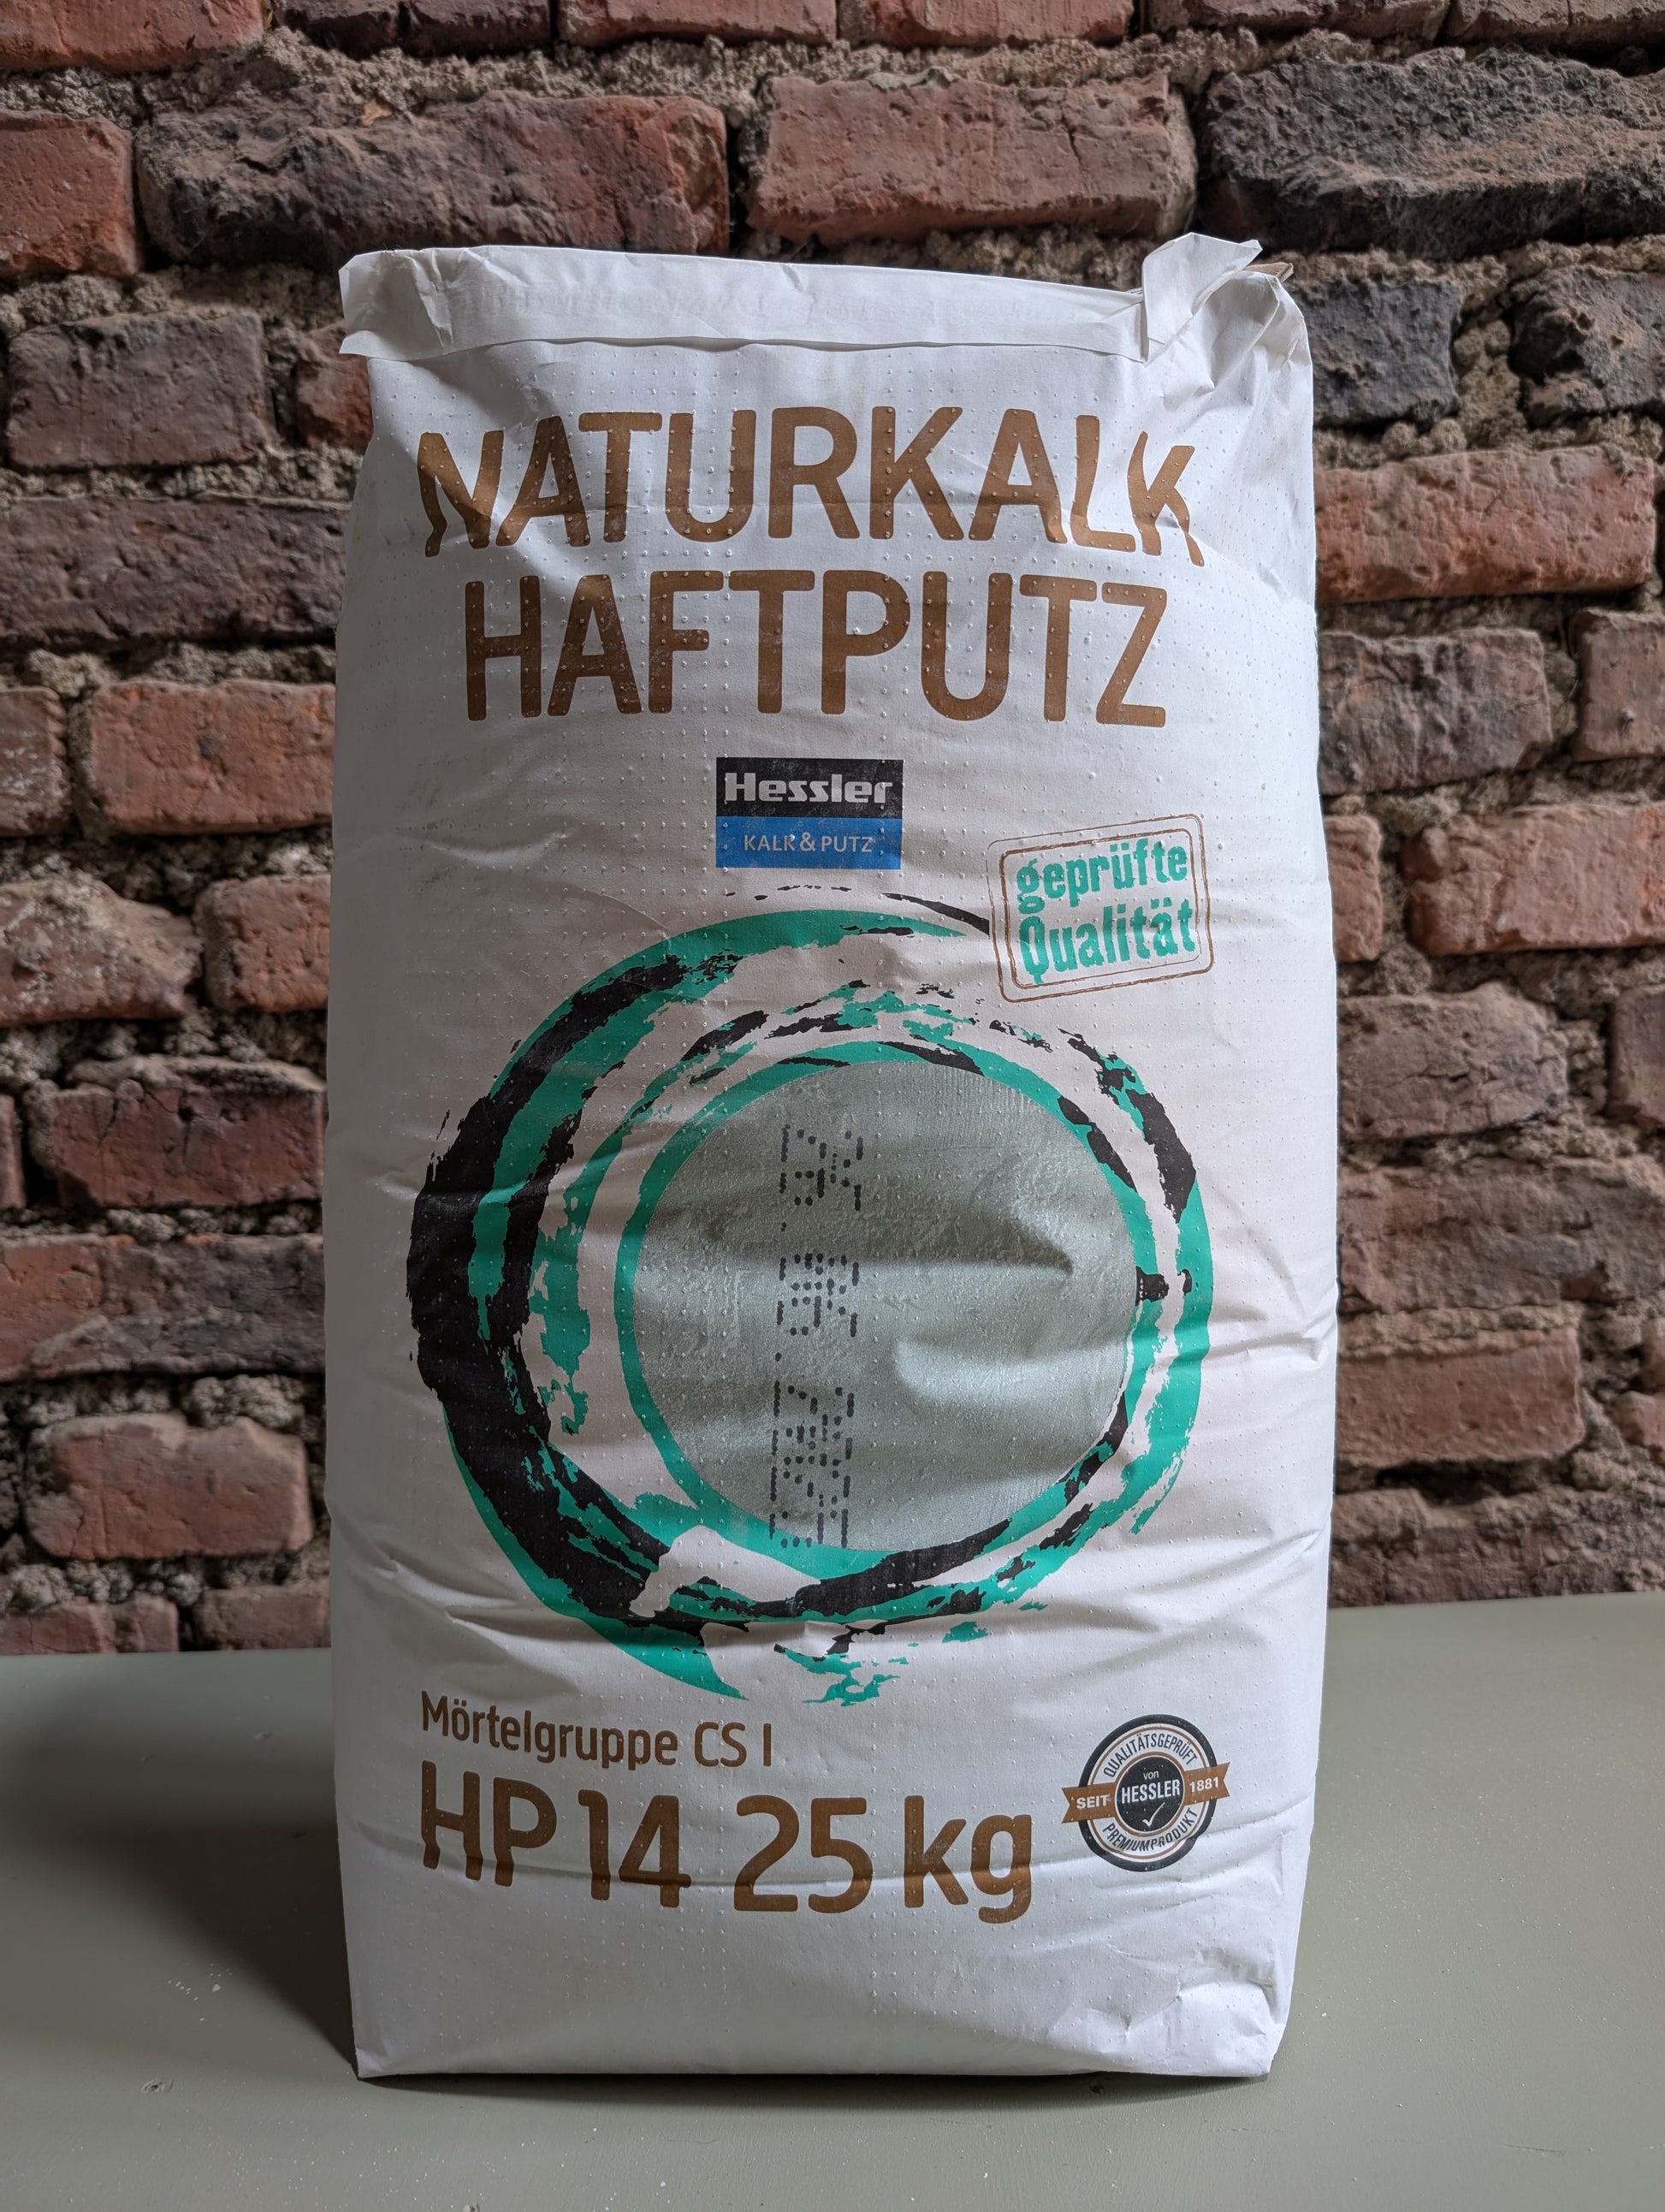 NATURKALK
HAFTPUTZ
Hessler
KALK & PUTZ
geprüfte
Qualität
Mörtelgruppe CS I
HP 14 25 kg
QUALITÄTSGEPRÜFT
von
SEIT HESSLER 1881
PREMIUMPRODUKT